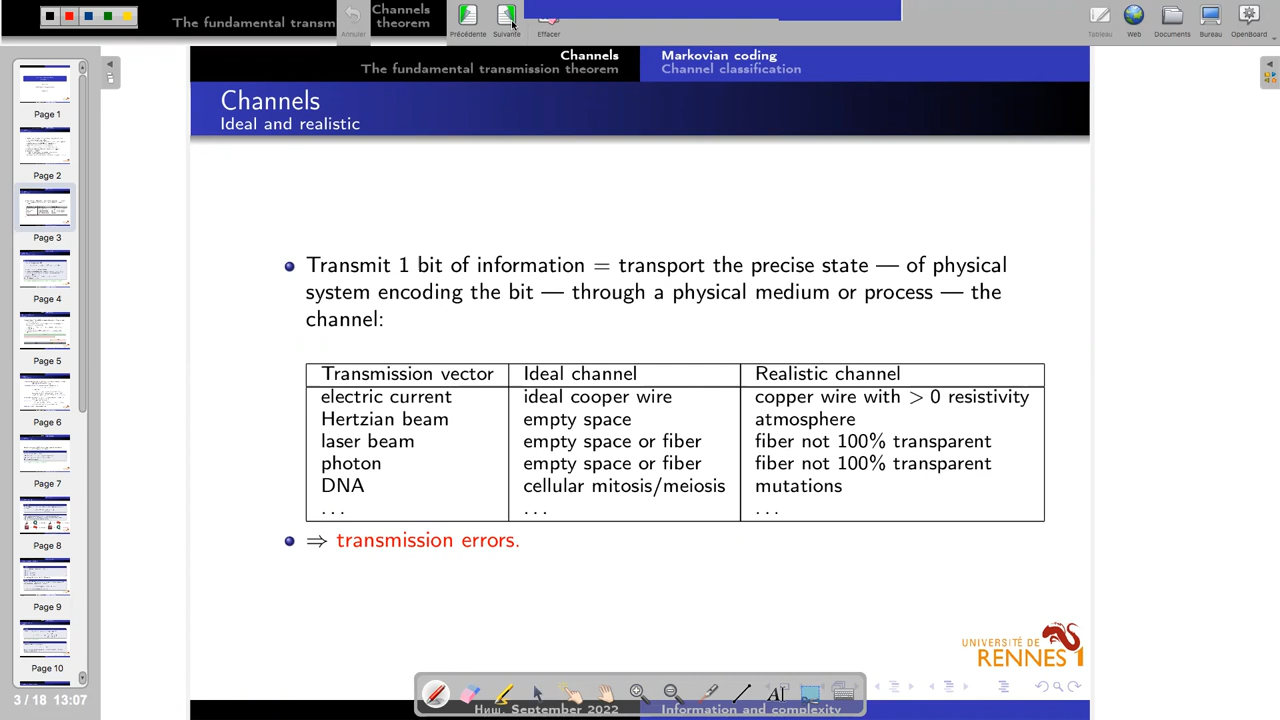 The fundamental transm
Annuler
Channels
theorem
Précédente
Suivante
Effacer
Tableau
Web
Documents
Bureau
OpenBoard
Channels
The fundamental transmission theorem
Markovian coding
Channel classification
Channels
Ideal and realistic
Page 1
Page 2
Page 3
Page 4
Page 5
Page 6
Page 7
Page 8
Page 9
Page 10
3 / 18 13:07
Transmit 1 bit of information = transport the precise state — of physical
system encoding the bit — through a physical medium or process — the
channel:
Transmission vector Ideal channel Realistic channel
electric current ideal cooper wire copper wire with > 0 resistivity
Hertzian beam empty space atmosphere
laser beam empty space or fiber fiber not 100% transparent
photon empty space or fiber fiber not 100% transparent
DNA cellular mitosis/meiosis mutations
... ... ...
⇒ transmission errors.
UNIVERSITÉ DE
RENNES 1
Ниш, September 2022
Information and complexity